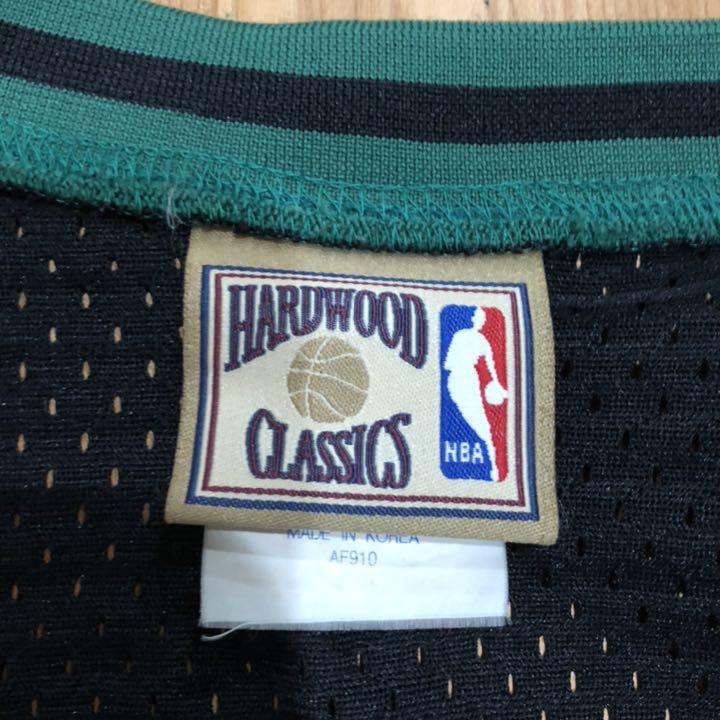 HARDWOOD
CLASSICS
NBA
MADE IN KOREA
AF910